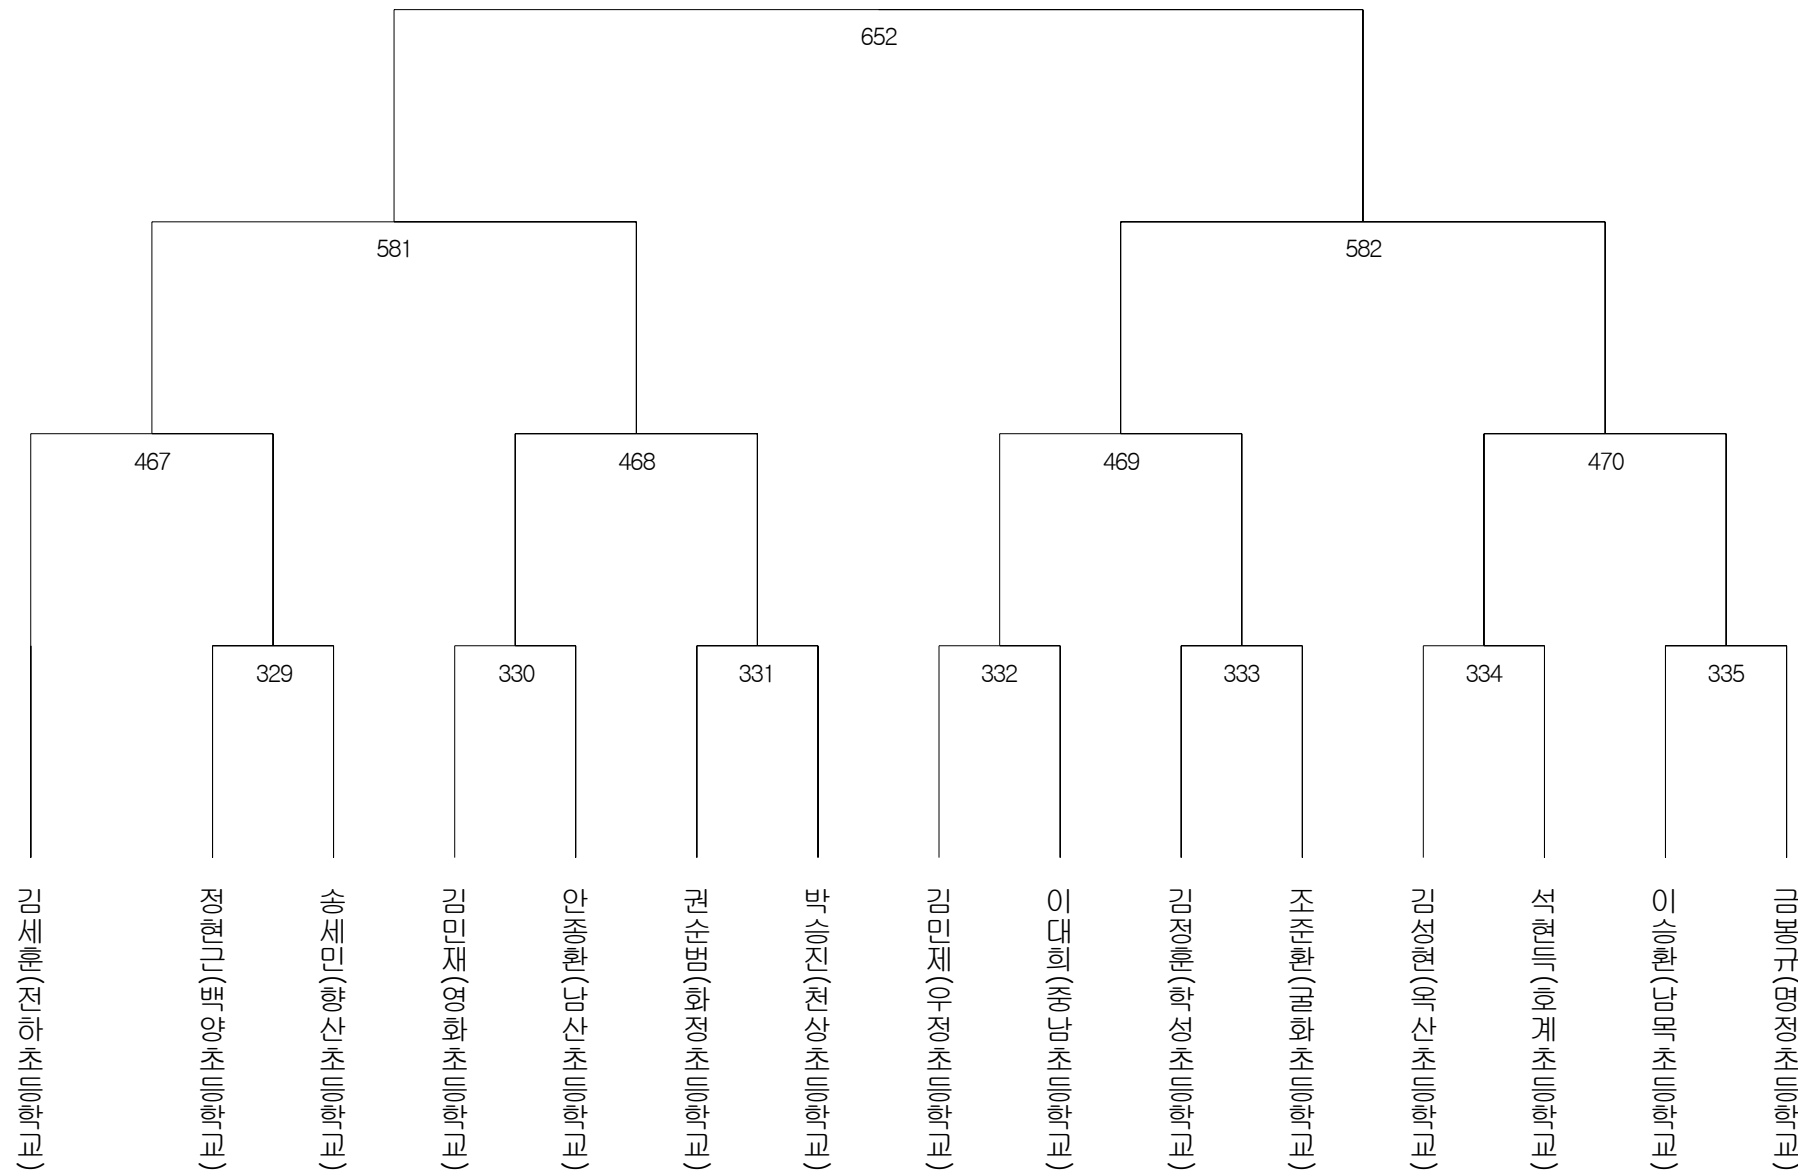 652
581
582
467
468
469
470
329
330
331
332
333
334
335
김세훈(전하초등학교)
정현근(백양초등학교)
송세민(향산초등학교)
김민재(영화초등학교)
안종환(남산초등학교)
권순범(화정초등학교)
박승진(천상초등학교)
김민제(우정초등학교)
이대희(중남초등학교)
김정훈(학성초등학교)
조준환(굴화초등학교)
김성현(옥산초등학교)
석현득(호계초등학교)
이승환(남목초등학교)
금봉규(명정초등학교)